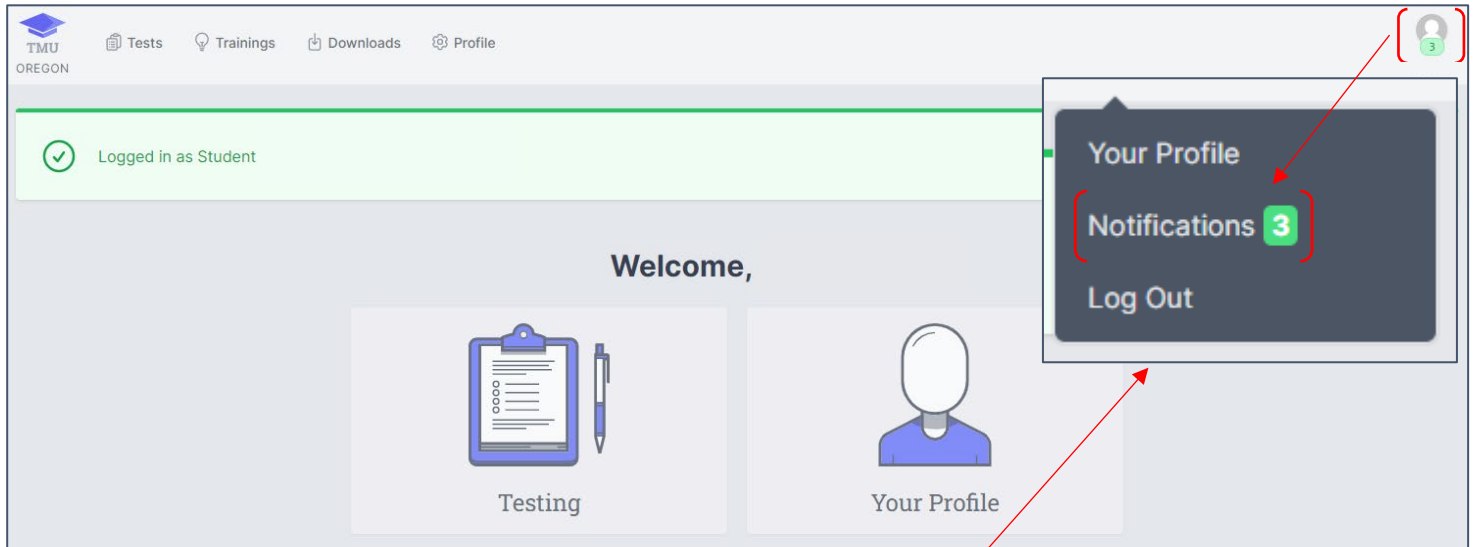 TMU
OREGON
Tests
Trainings
Downloads
Profile
3
Logged in as Student
Your Profile
Notifications 3
Log Out
Welcome,
Testing
Your Profile